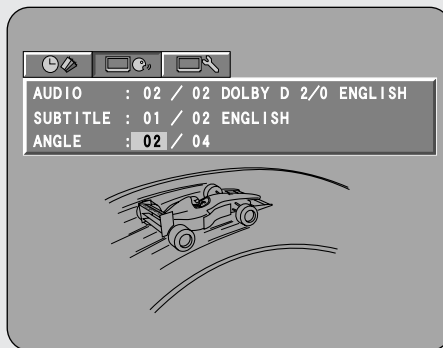 AUDIO : 02 / 02 DOLBY D 2/0 ENGLISH
SUBTITLE : 01 / 02 ENGLISH
ANGLE : 02 / 04